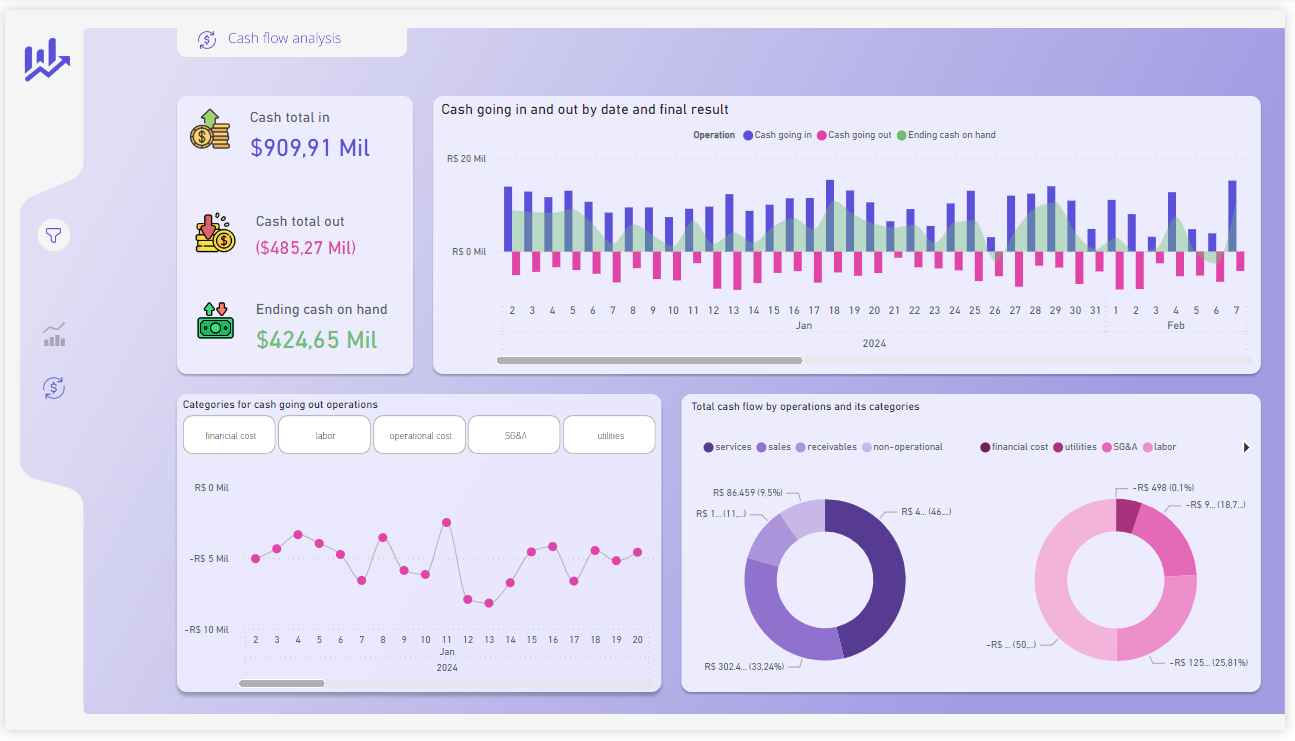 Cash flow analysis
Cash total in
$909,91 Mil
Cash total out
($485,27 Mil)
Ending cash on hand
$424,65 Mil
Cash going in and out by date and final result
Operation Cash going in Cash going out Ending cash on hand
R$ 20 Mil
R$ 0 Mil
2 3 4 5 6 7 8 9 10 11 12 13 14 15 16 17 18 19 20 21 22 23 24 25 26 27 28 29 30 31 1 2 3 4 5 6 7
Jan Feb
2024
Categories for cash going out operations
financial cost labor operational cost SG&A utilities
R$ 0 Mil
-R$ 5 Mil
-R$ 10 Mil
2 3 4 5 6 7 8 9 10 11 12 13 14 15 16 17 18 19 20
Jan
2024
Total cash flow by operations and its categories
services sales receivables non-operational
financial cost utilities SG&A labor
R$ 86.459 (9,5%)
R$ 1... (11,...)
R$ 4... (46,...)
R$ 302.4... (33,24%)
-R$ 498 (0,1%)
-R$ 9... (18,7...)
-R$ ... (50,...)
-R$ 125... (25,81%)